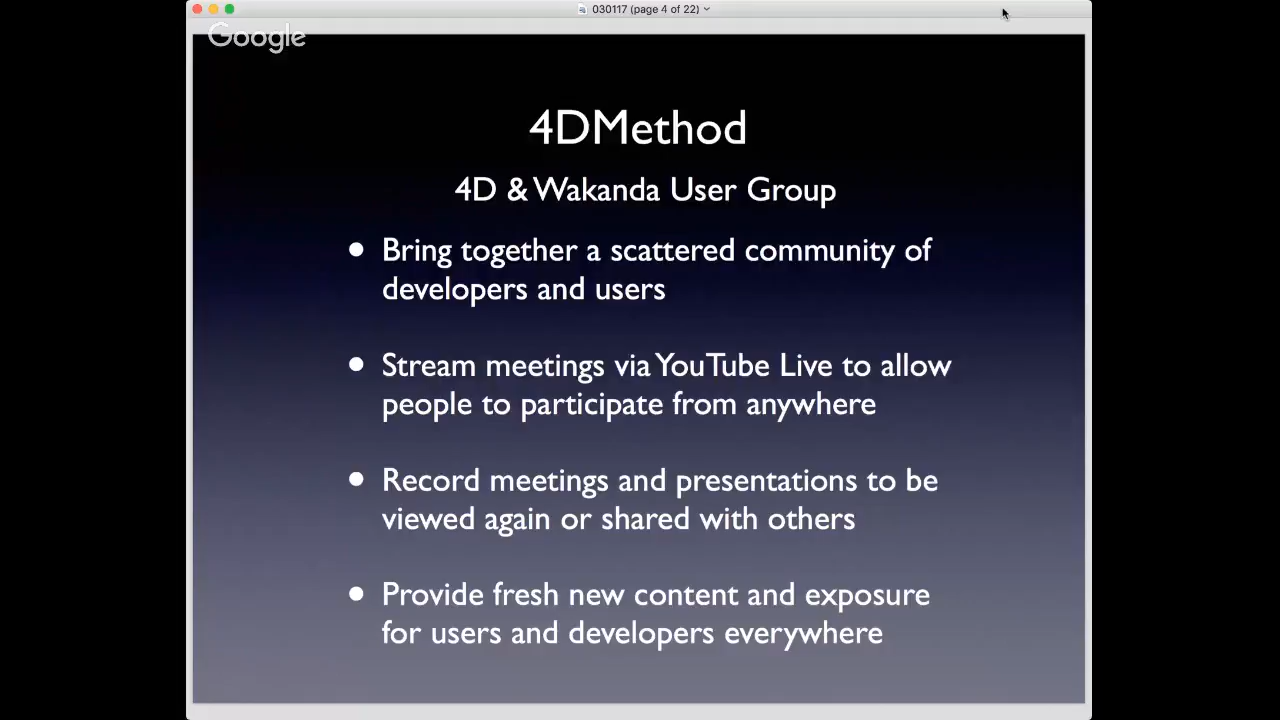 030117 (page 4 of 22)
Google
4DMethod
4D & Wakanda User Group
• Bring together a scattered community of
developers and users
• Stream meetings via YouTube Live to allow
people to participate from anywhere
• Record meetings and presentations to be
viewed again or shared with others
• Provide fresh new content and exposure
for users and developers everywhere